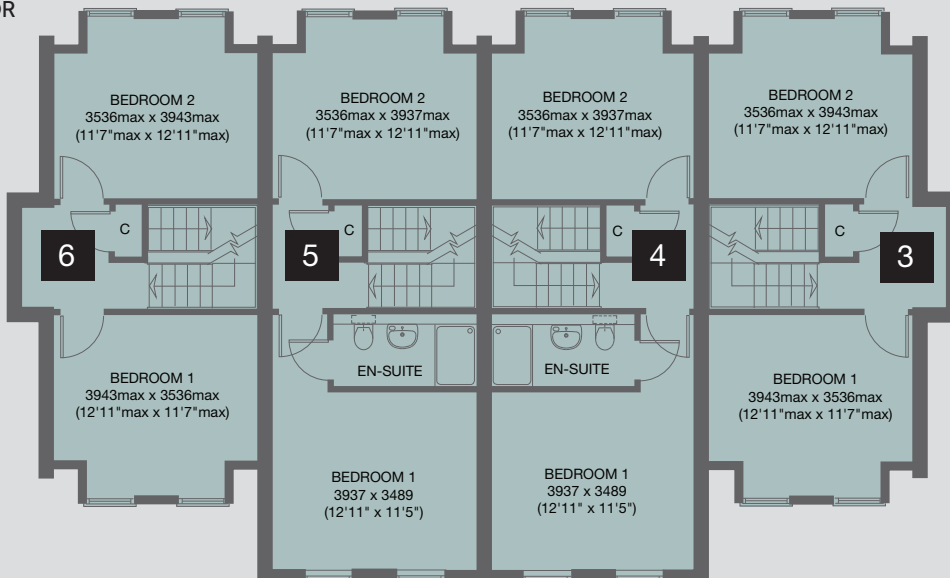 OR
BEDROOM 2
3536max x 3943max
(11'7"max x 12'11"max)
BEDROOM 2
3536max x 3937max
(11'7"max x 12'11"max)
BEDROOM 2
3536max x 3937max
(11'7"max x 12'11"max)
BEDROOM 2
3536max x 3943max
(11'7"max x 12'11"max)
C
C
C
C
6
5
4
3
EN-SUITE
EN-SUITE
BEDROOM 1
3943max x 3536max
(12'11"max x 11'7"max)
BEDROOM 1
3937 x 3489
(12'11" x 11'5")
BEDROOM 1
3937 x 3489
(12'11" x 11'5")
BEDROOM 1
3943max x 3536max
(12'11"max x 11'7"max)